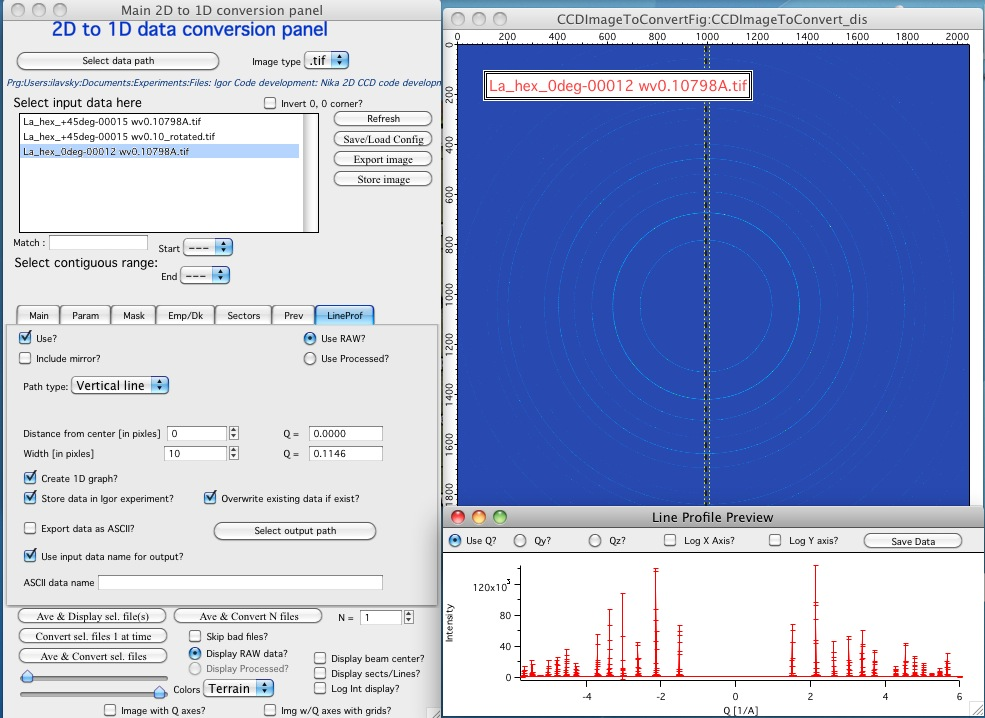 Main 2D to 1D conversion panel
2D to 1D data conversion panel
Select data path
Image type .tif
Prg:Users:ilavsky:Documents:Experiments:Files: Igor Code development: Nika 2D CCD code developm
Select input data here
Invert 0, 0 corner?
La_hex_+45deg-00015 wv0.10798A.tif
La_hex_+45deg-00015 wv0.10_rotated.tif
La_hex_0deg-00012 wv0.10798A.tif
Refresh
Save/Load Config
Export image
Store image
Match :
Start ---
Select contiguous range:
End ---
Main Param Mask Emp/Dk Sectors Prev LineProf
Use?
Use RAW?
Include mirror?
Use Processed?
Path type: Vertical line
Distance from center [in pixles] 0 Q = 0.0000
Width [in pixles] 10 Q = 0.1146
Create 1D graph?
Store data in Igor experiment? Overwrite existing data if exist?
Export data as ASCII? Select output path
Use input data name for output?
ASCII data name
Ave & Display sel. file(s) Ave & Convert N files N = 1
Convert sel. files 1 at time Skip bad files?
Ave & Convert sel. files Display RAW data? Display beam center?
Display Processed? Display sects/Lines?
Colors Terrain Log Int display?
Image with Q axes? Img w/Q axes with grids?
CCDImageToConvertFig:CCDImageToConvert_dis
0 200 400 600 800 1000 1200 1400 1600 1800 2000
La_hex_0deg-00012 wv0.10798A.tif
0
200
400
600
800
1000
1200
1400
1600
1800
Line Profile Preview
Use Q? Qy? Qz? Log X Axis? Log Y axis? Save Data
120x10³
80
40
0
Intensity
-4 -2 0 2 4 6
Q [1/A]